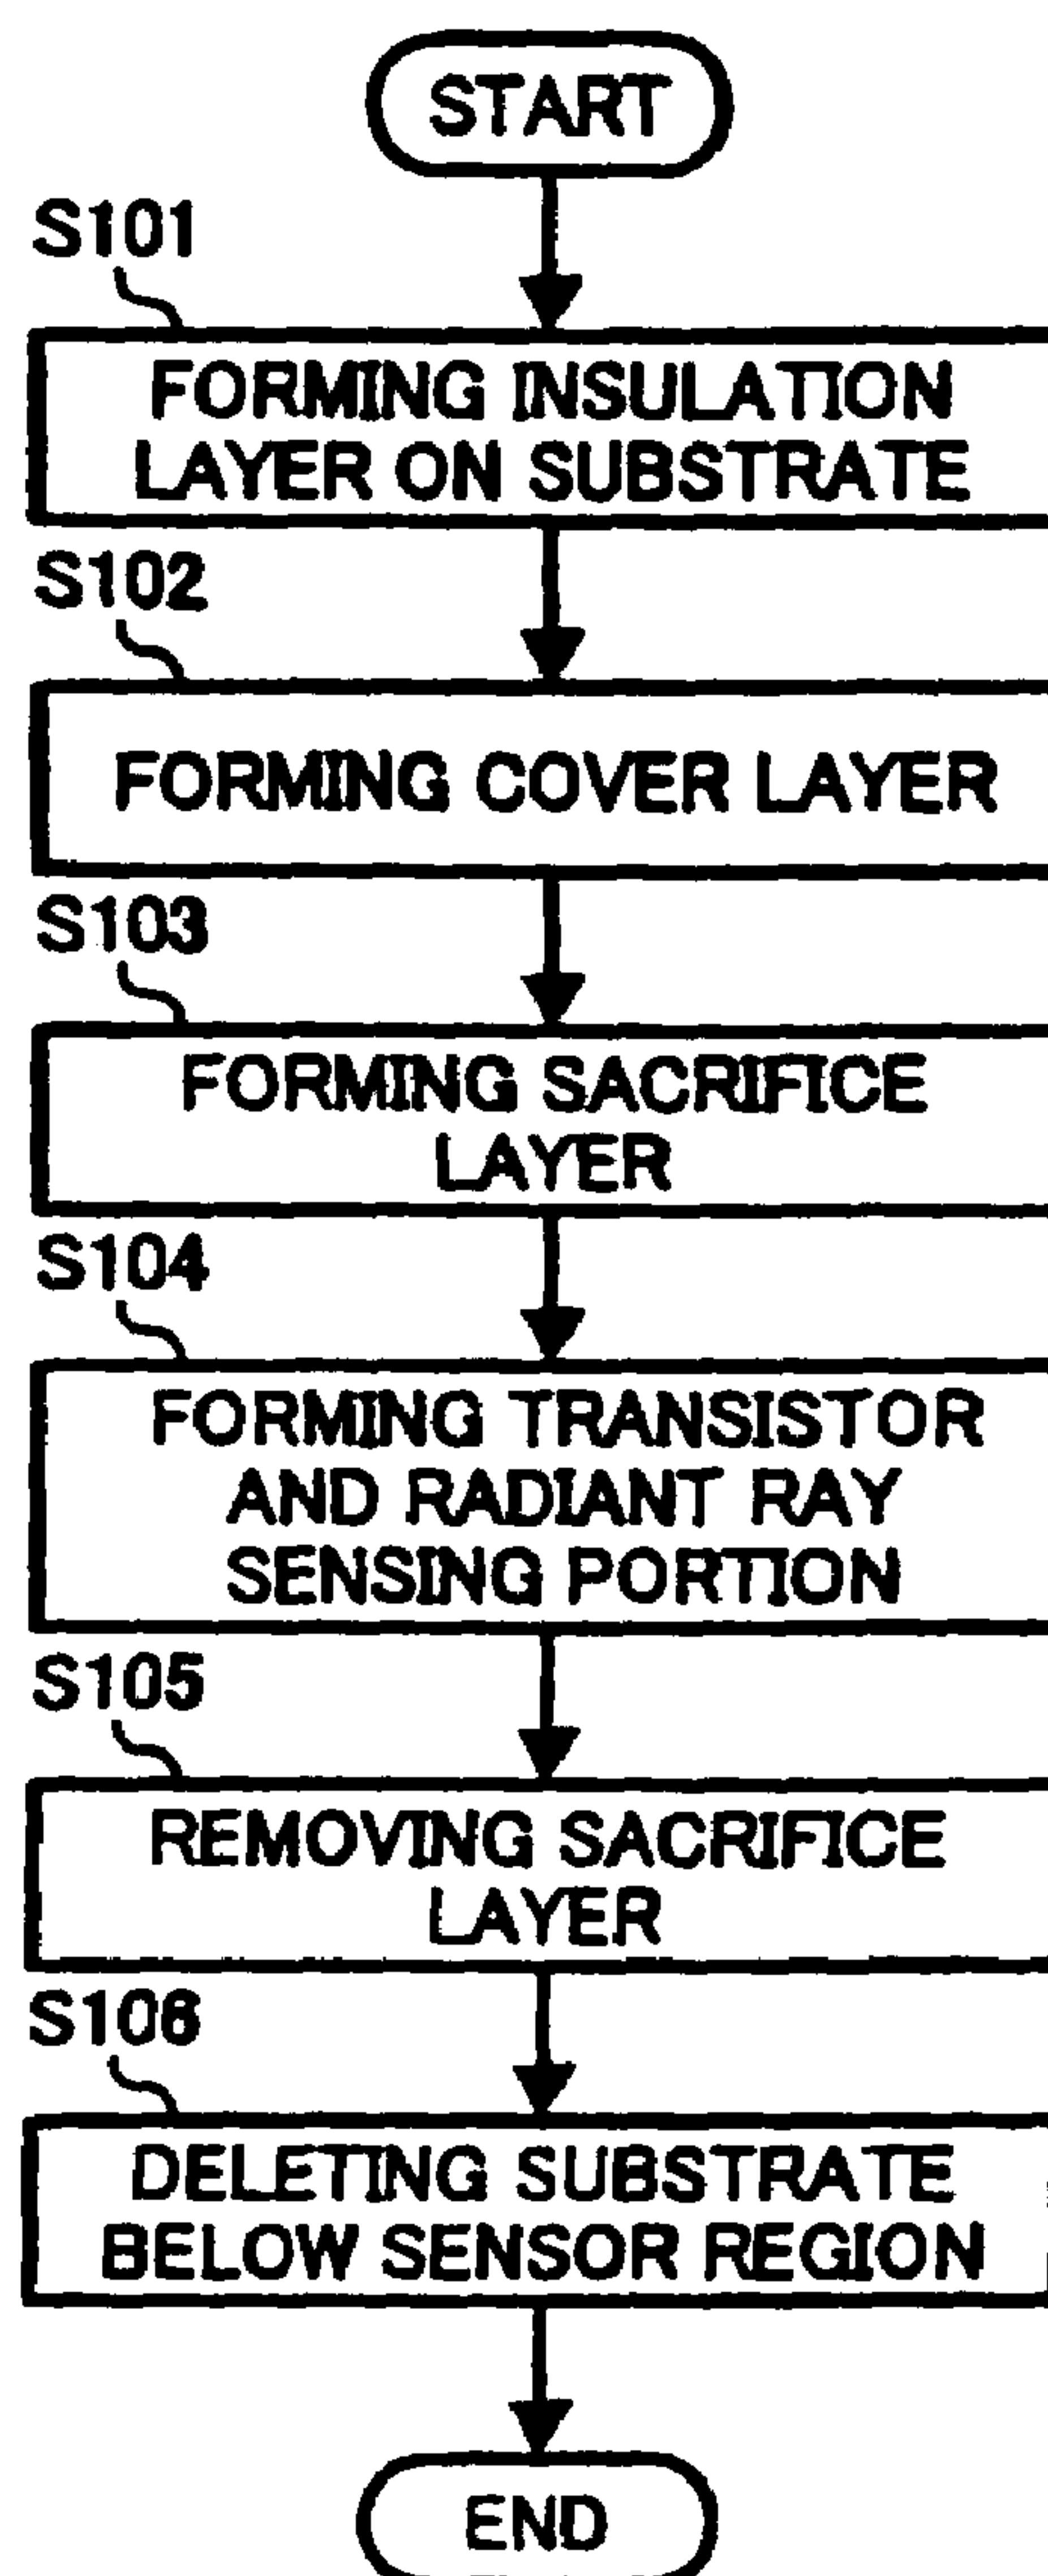 START
S101
FORMING INSULATION
LAYER ON SUBSTRATE
S102
FORMING COVER LAYER
S103
FORMING SACRIFICE
LAYER
S104
FORMING TRANSISTOR
AND RADIANT RAY
SENSING PORTION
S105
REMOVING SACRIFICE
LAYER
S106
DELETING SUBSTRATE
BELOW SENSOR REGION
END